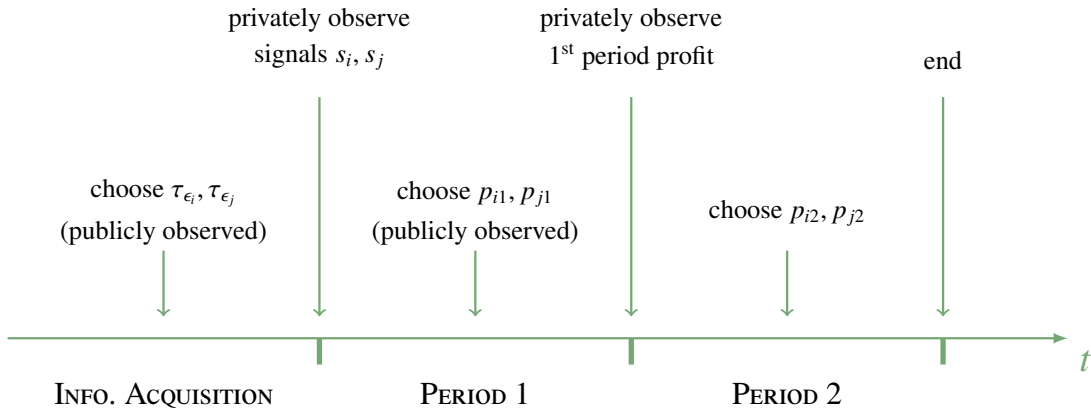 privately observe
signals s_i, s_j
privately observe
1st period profit
end
choose τ_{ϵ_i}, τ_{ϵ_j}
(publicly observed)
choose p_{i1}, p_{j1}
(publicly observed)
choose p_{i2}, p_{j2}
t
INFO. ACQUISITION
PERIOD 1
PERIOD 2